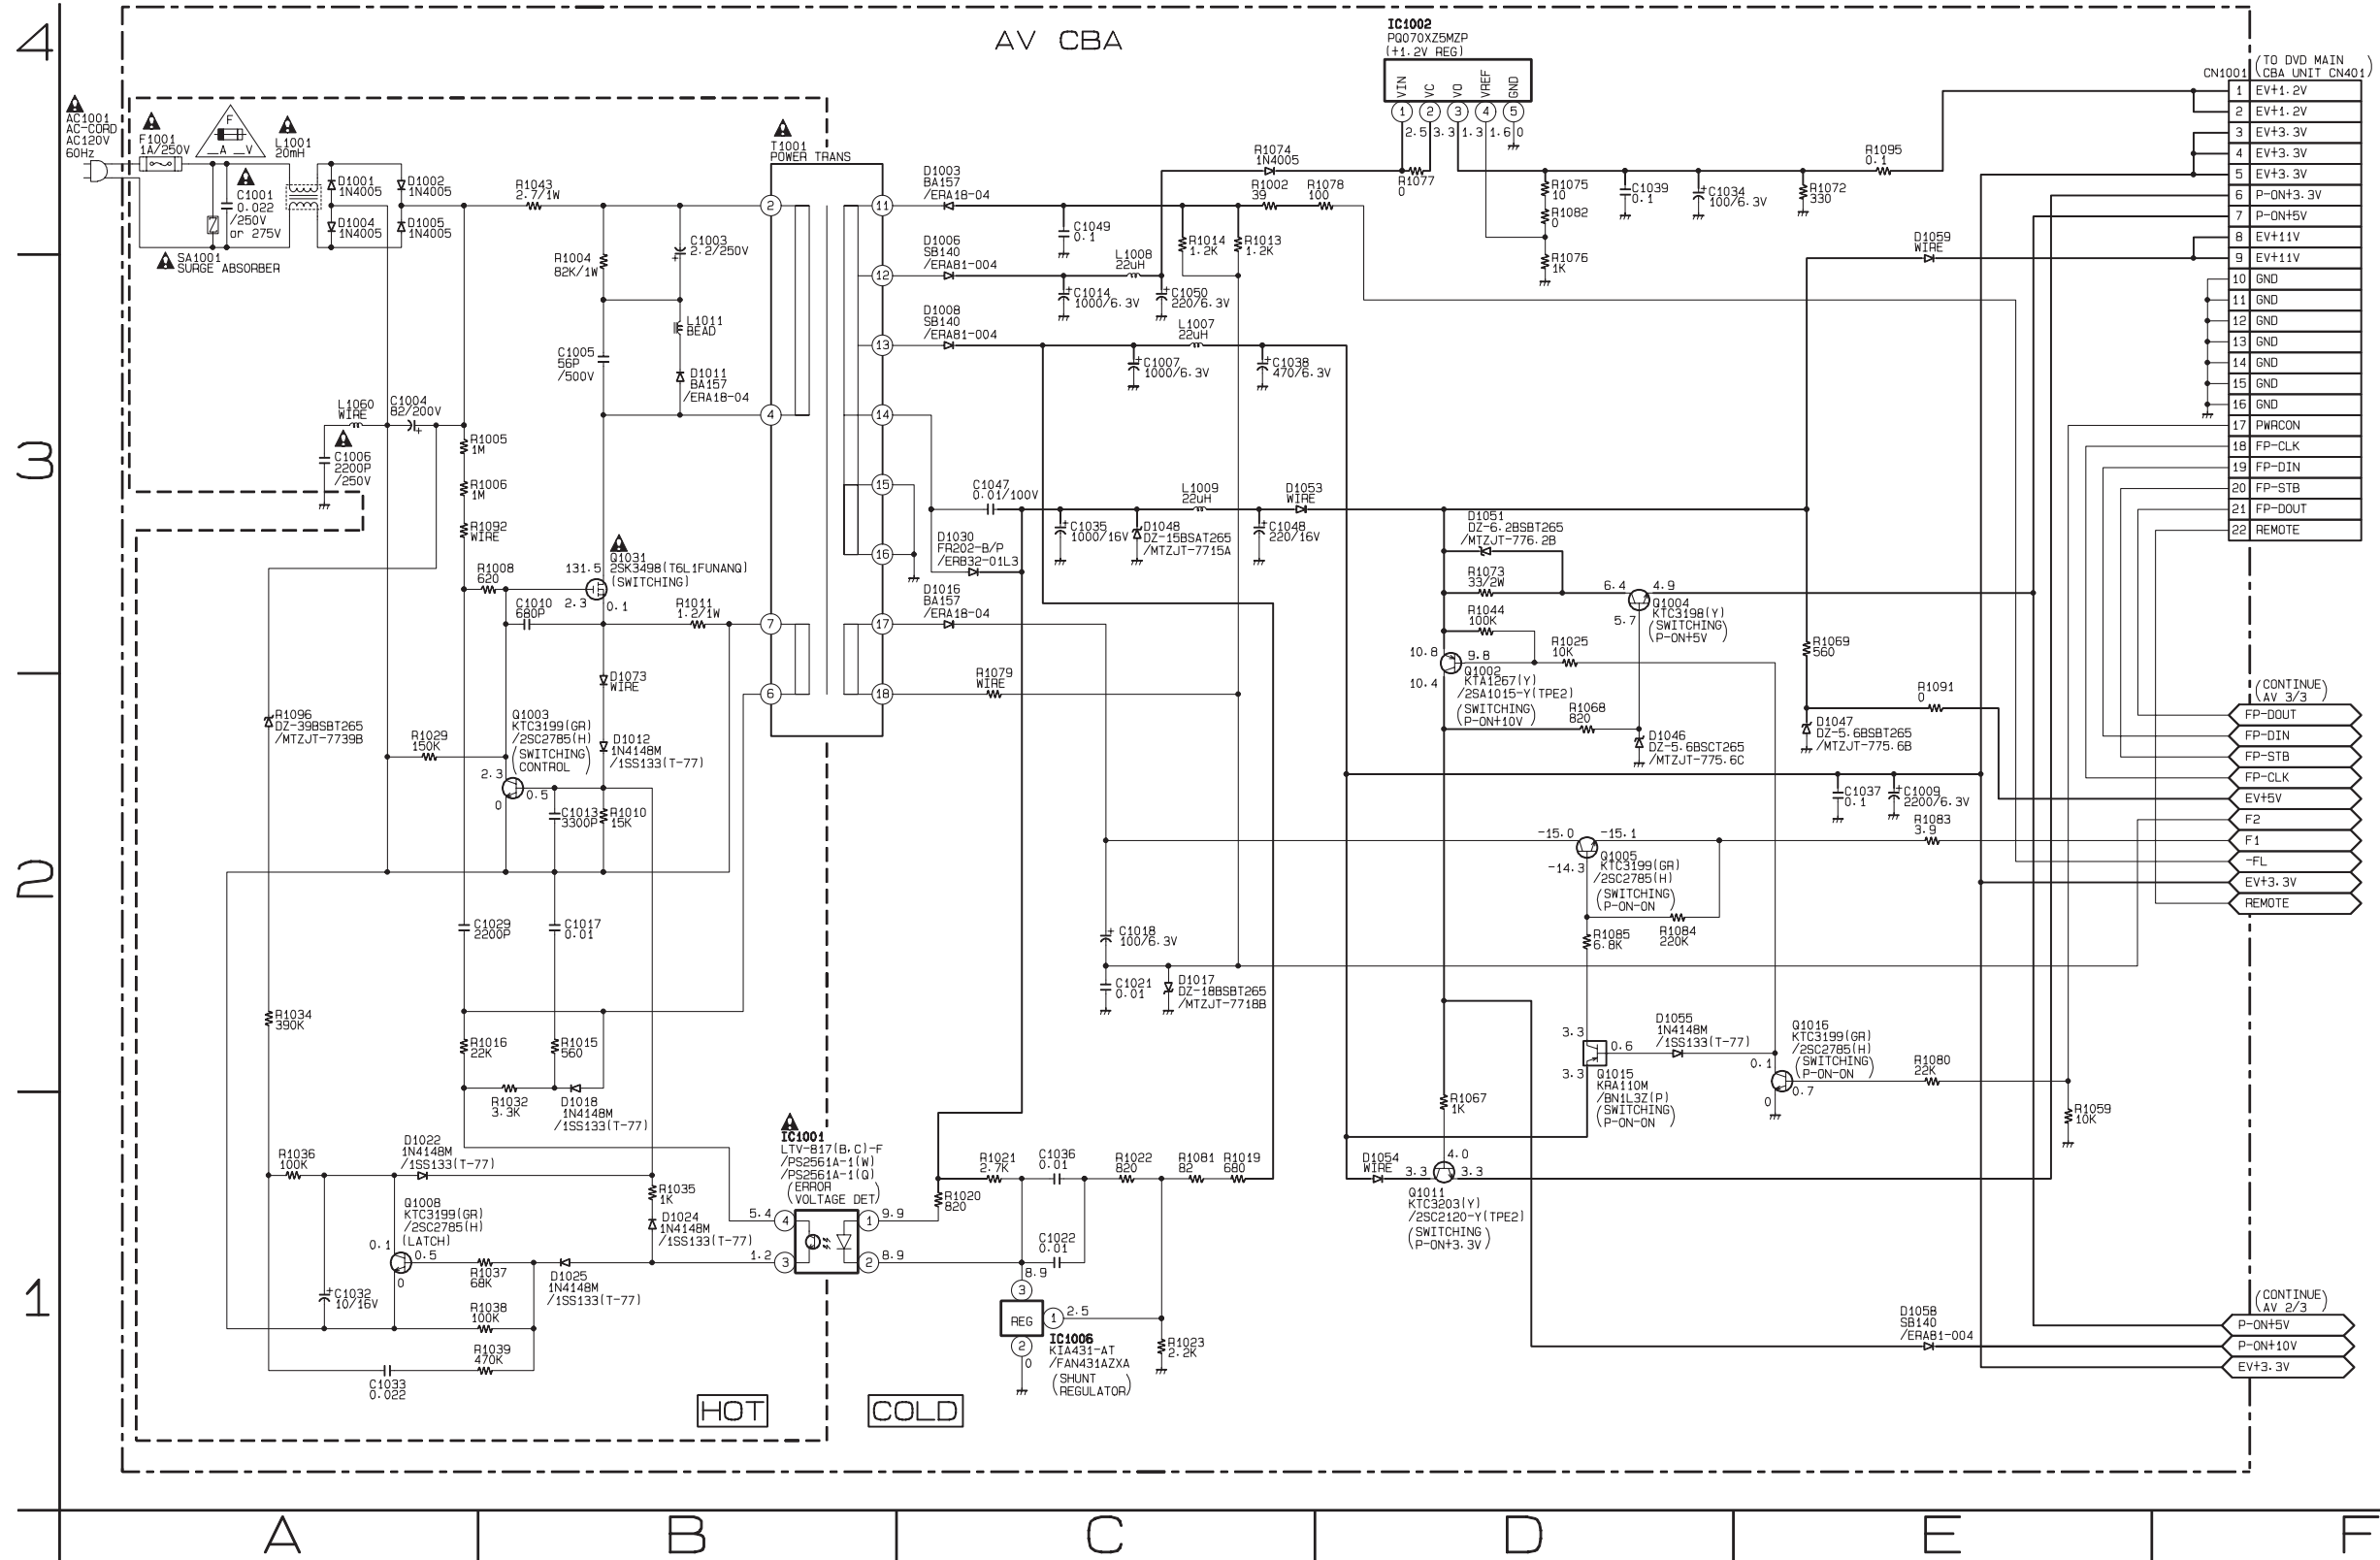 4
3
2
1
A
B
C
D
E
F
AV CBA
HOT
COLD
AC1001
AC-CORD
AC120V
60Hz
F1001
1A/250V
F
__A __V
L1001
20mH
C1001
0.022
/250V
or 275V
SA1001
SURGE ABSORBER
D1001
1N4005
D1002
1N4005
D1004
1N4005
D1005
1N4005
R1043
2.7/1W
R1004
82K/1W
C1003
2.2/250V
+
L1011
BEAD
C1005
56P
/500V
D1011
BA157
/ERA18-04
L1060
WIRE
C1004
82/200V
+
C1006
2200P
/250V
R1005
1M
R1006
1M
R1092
WIRE
R1008
620
131.5
Q1031
2SK3498(T6L1FUNANQ)
(SWITCHING)
2.3
0.1
C1010
680P
R1011
1.2/1W
D1073
WIRE
R1096
DZ-39BSBT265
/MTZJT-7739B
R1029
150K
Q1003
KTC3199(GR)
/2SC2785(H)
(SWITCHING
CONTROL)
D1012
1N4148M
/1SS133(T-77)
2.3
0.5
0
C1013
3300P
R1010
15K
C1029
2200P
C1017
0.01
R1034
390K
R1016
22K
R1015
560
R1032
3.3K
D1018
1N4148M
/1SS133(T-77)
R1036
100K
D1022
1N4148M
/1SS133(T-77)
Q1008
KTC3199(GR)
/2SC2785(H)
(LATCH)
0.1
0.5
0
+C1032
10/16V
R1037
68K
R1038
100K
R1039
470K
C1033
0.022
D1025
1N4148M
/1SS133(T-77)
R1035
1K
D1024
1N4148M
/1SS133(T-77)
IC1001
LTV-817(B,C)-F
/PS2561A-1(W)
/PS2561A-1(Q)
(ERROR
VOLTAGE DET)
5.4 4 1 9.9
1.2 3 2 8.9
T1001
POWER TRANS
2
4
7
6
11
12
13
14
15
16
17
18
D1003
BA157
/ERA18-04
D1006
SB140
/ERA81-004
D1008
SB140
/ERA81-004
C1049
0.1
R1014
1.2K
R1013
1.2K
R1002
39
R1078
100
R1074
1N4005
L1008
22uH
+C1014
1000/6.3V
+C1050
220/6.3V
L1007
22uH
+C1007
1000/6.3V
+C1038
470/6.3V
C1047
0.01/100V
L1009
22uH
D1053
WIRE
D1030
FR202-B/P
/ERB32-01L3
+C1035
1000/16V
D1048
DZ-15BSAT265
/MTZJT-7715A
+C1048
220/16V
D1016
BA157
/ERA18-04
R1079
WIRE
+C1018
100/6.3V
C1021
0.01
D1017
DZ-18BSBT265
/MTZJT-7718B
R1021
2.7K
C1036
0.01
R1022
820
R1081
82
R1019
680
R1020
820
C1022
0.01
8.9
3
REG
1
2.5
2
0
IC1006
KIA431-AT
/FAN431AZXA
(SHUNT
REGULATOR)
R1023
2.2K
IC1002
PQ070XZ5MZP
(+1.2V REG)
VIN
VC
VO
VREF
GND
1 2 3 4 5
2.5 3.3 1.3 1.6 0
R1077
0
R1075
10
R1082
0
R1076
1K
C1039
0.1
+C1034
100/6.3V
R1072
330
R1095
0.1
D1059
WIRE
D1051
DZ-6.2BSBT265
/MTZJT-776.2B
R1073
33/2W
R1044
100K
R1025
10K
6.4
4.9
5.7
Q1004
KTC3198(Y)
(SWITCHING
P-ON+5V)
10.8
9.8
10.4
Q1002
KTA1267(Y)
/2SA1015-Y(TPE2)
(SWITCHING
P-ON+10V)
R1068
820
D1046
DZ-5.6BSCT265
/MTZJT-775.6C
R1069
560
D1047
DZ-5.6BSBT265
/MTZJT-775.6B
R1091
0
C1037
0.1
+C1009
2200/6.3V
R1083
3.9
-15.0
-15.1
-14.3
Q1005
KTC3199(GR)
/2SC2785(H)
(SWITCHING
P-ON-ON)
R1085
6.8K
R1084
220K
3.3
0.6
3.3
D1055
1N4148M
/1SS133(T-77)
Q1015
KRA110M
/BN1L3Z(P)
(SWITCHING
P-ON-ON)
Q1016
KTC3199(GR)
/2SC2785(H)
(SWITCHING
P-ON-ON)
0.1
0.7
0
R1080
22K
R1059
10K
R1067
1K
D1054
WIRE
3.3
4.0
3.3
Q1011
KTC3203(Y)
/2SC2120-Y(TPE2)
(SWITCHING
P-ON+3.3V)
D1058
SB140
/ERA81-004
CN1001
(TO DVD MAIN
CBA UNIT CN401)
1 EV+1.2V
2 EV+1.2V
3 EV+3.3V
4 EV+3.3V
5 EV+3.3V
6 P-ON+3.3V
7 P-ON+5V
8 EV+11V
9 EV+11V
10 GND
11 GND
12 GND
13 GND
14 GND
15 GND
16 GND
17 PWRCON
18 FP-CLK
19 FP-DIN
20 FP-STB
21 FP-DOUT
22 REMOTE
(CONTINUE
AV 3/3)
FP-DOUT
FP-DIN
FP-STB
FP-CLK
EV+5V
F2
F1
-FL
EV+3.3V
REMOTE
(CONTINUE
AV 2/3)
P-ON+5V
P-ON+10V
EV+3.3V